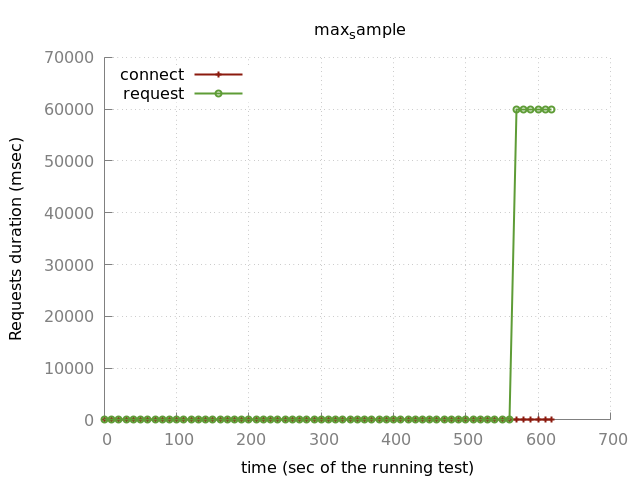 maxsample
70000
60000
50000
40000
30000
20000
10000
0
Requests duration (msec)
connect
request
0 100 200 300 400 500 600 700
time (sec of the running test)